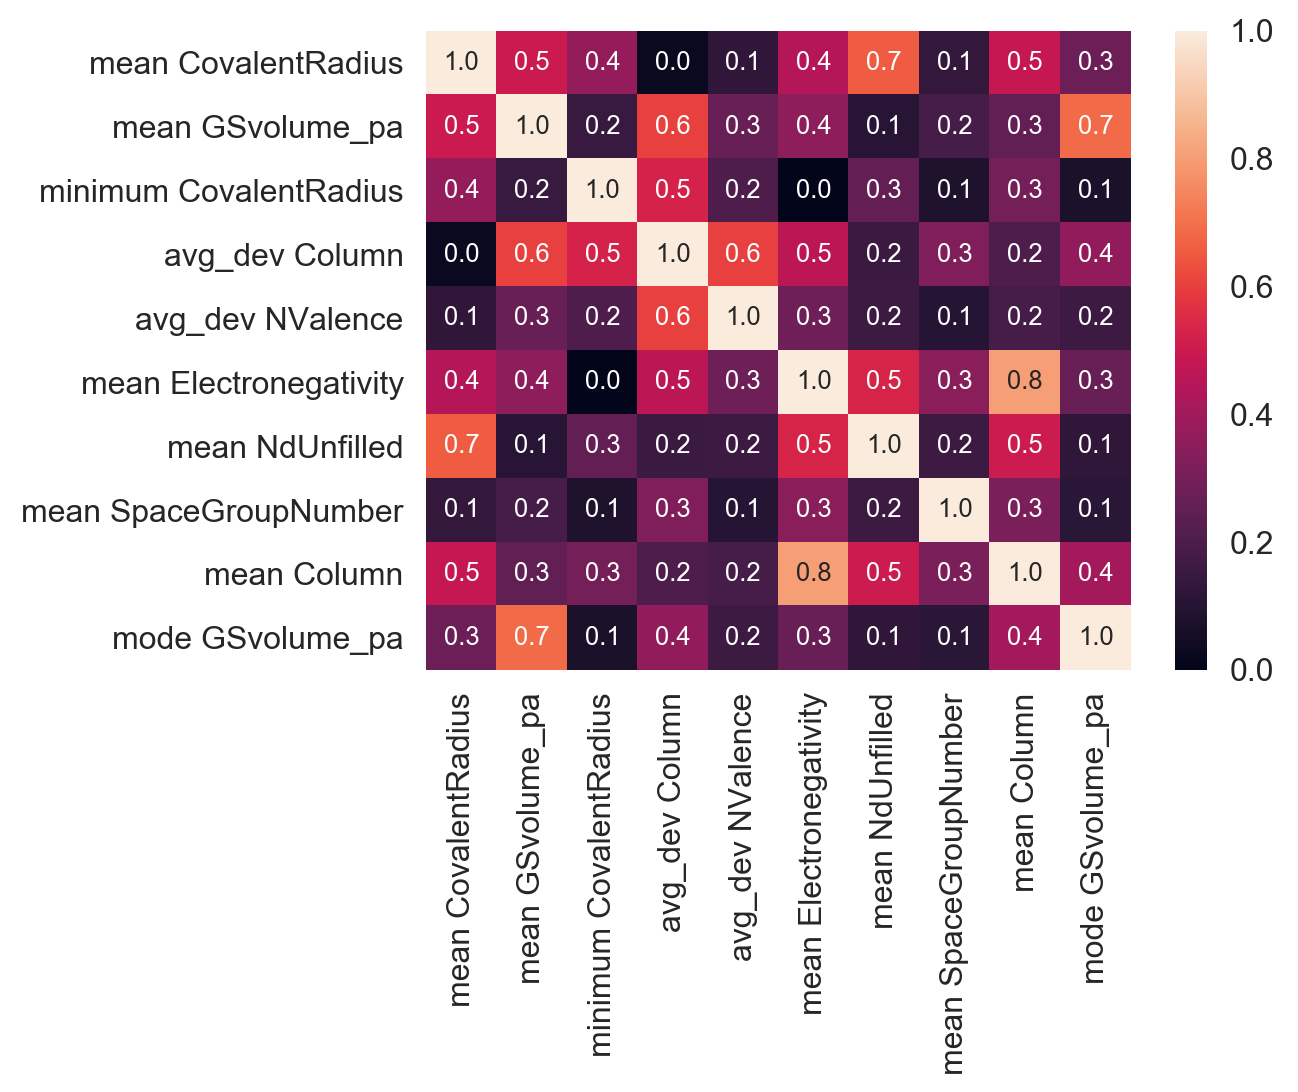 mean CovalentRadius 1.0 0.5 0.4 0.0 0.1 0.4 0.7 0.1 0.5 0.3
mean GSvolume_pa 0.5 1.0 0.2 0.6 0.3 0.4 0.1 0.2 0.3 0.7
minimum CovalentRadius 0.4 0.2 1.0 0.5 0.2 0.0 0.3 0.1 0.3 0.1
avg_dev Column 0.0 0.6 0.5 1.0 0.6 0.5 0.2 0.3 0.2 0.4
avg_dev NValence 0.1 0.3 0.2 0.6 1.0 0.3 0.2 0.1 0.2 0.2
mean Electronegativity 0.4 0.4 0.0 0.5 0.3 1.0 0.5 0.3 0.8 0.3
mean NdUnfilled 0.7 0.1 0.3 0.2 0.2 0.5 1.0 0.2 0.5 0.1
mean SpaceGroupNumber 0.1 0.2 0.1 0.3 0.1 0.3 0.2 1.0 0.3 0.1
mean Column 0.5 0.3 0.3 0.2 0.2 0.8 0.5 0.3 1.0 0.4
mode GSvolume_pa 0.3 0.7 0.1 0.4 0.2 0.3 0.1 0.1 0.4 1.0
mean CovalentRadius
mean GSvolume_pa
minimum CovalentRadius
avg_dev Column
avg_dev NValence
mean Electronegativity
mean NdUnfilled
mean SpaceGroupNumber
mean Column
mode GSvolume_pa
1.0
0.8
0.6
0.4
0.2
0.0